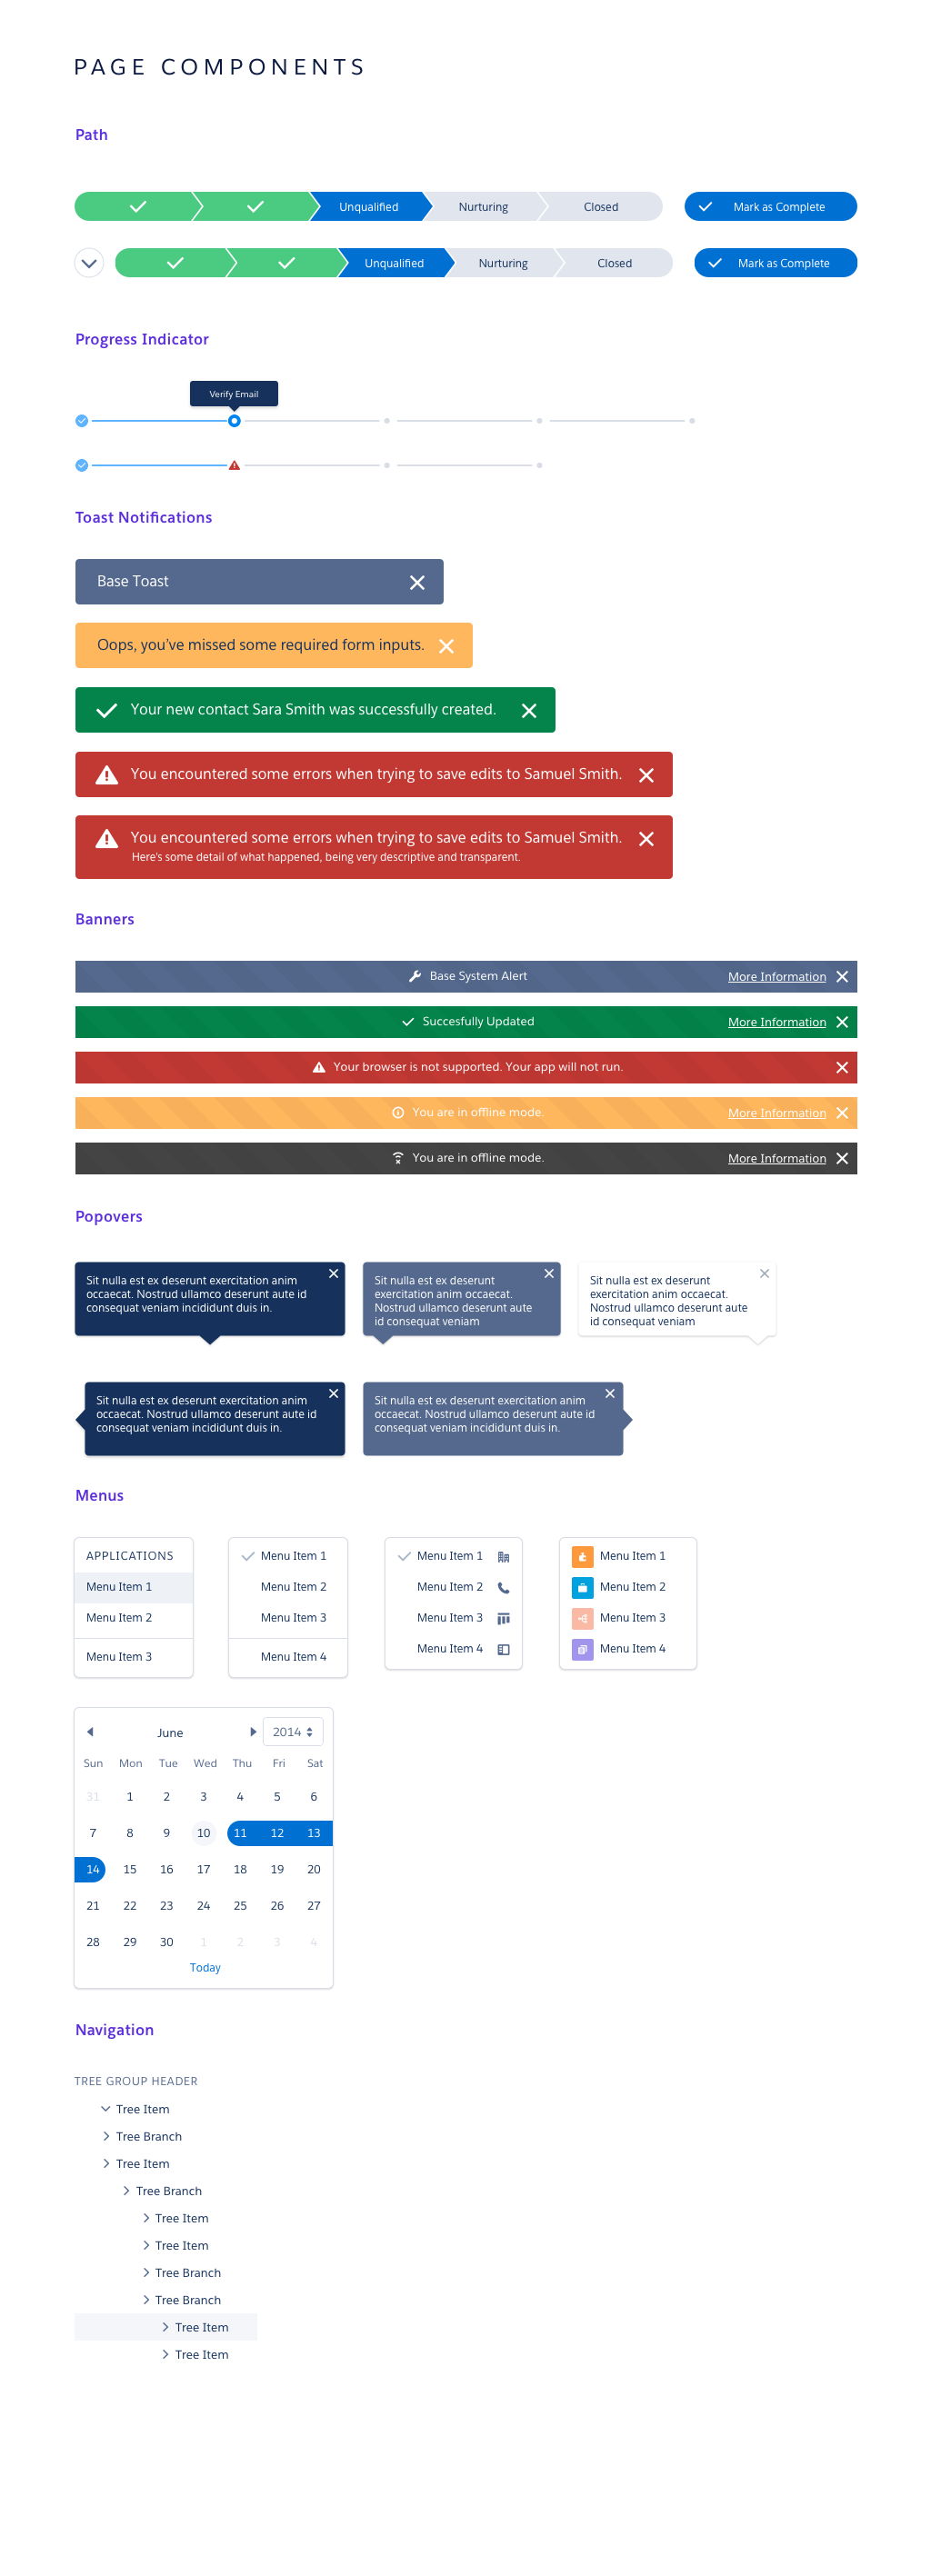 PAGE COMPONENTS
Path
Unqualified Nurturing Closed Mark as Complete
Unqualified Nurturing Closed Mark as Complete
Progress Indicator
Verify Email
Toast Notifications
Base Toast
Oops, you've missed some required form inputs.
Your new contact Sara Smith was successfully created.
You encountered some errors when trying to save edits to Samuel Smith.
You encountered some errors when trying to save edits to Samuel Smith.
Here's some detail of what happened, being very descriptive and transparent.
Banners
Base System Alert More Information
Succesfully Updated More Information
Your browser is not supported. Your app will not run.
You are in offline mode. More Information
You are in offline mode. More Information
Popovers
Sit nulla est ex deserunt exercitation anim
occaecat. Nostrud ullamco deserunt aute id
consequat veniam incididunt duis in.
Sit nulla est ex deserunt
exercitation anim occaecat.
Nostrud ullamco deserunt aute
id consequat veniam
Sit nulla est ex deserunt
exercitation anim occaecat.
Nostrud ullamco deserunt aute
id consequat veniam
Sit nulla est ex deserunt exercitation anim
occaecat. Nostrud ullamco deserunt aute id
consequat veniam incididunt duis in.
Sit nulla est ex deserunt exercitation anim
occaecat. Nostrud ullamco deserunt aute id
consequat veniam incididunt duis in.
Menus
APPLICATIONS
Menu Item 1
Menu Item 2
Menu Item 3
Menu Item 1
Menu Item 2
Menu Item 3
Menu Item 4
Menu Item 1
Menu Item 2
Menu Item 3
Menu Item 4
Menu Item 1
Menu Item 2
Menu Item 3
Menu Item 4
June 2014
Sun Mon Tue Wed Thu Fri Sat
31 1 2 3 4 5 6
7 8 9 10 11 12 13
14 15 16 17 18 19 20
21 22 23 24 25 26 27
28 29 30 1 2 3 4
Today
Navigation
TREE GROUP HEADER
Tree Item
Tree Branch
Tree Item
Tree Branch
Tree Item
Tree Item
Tree Branch
Tree Branch
Tree Item
Tree Item